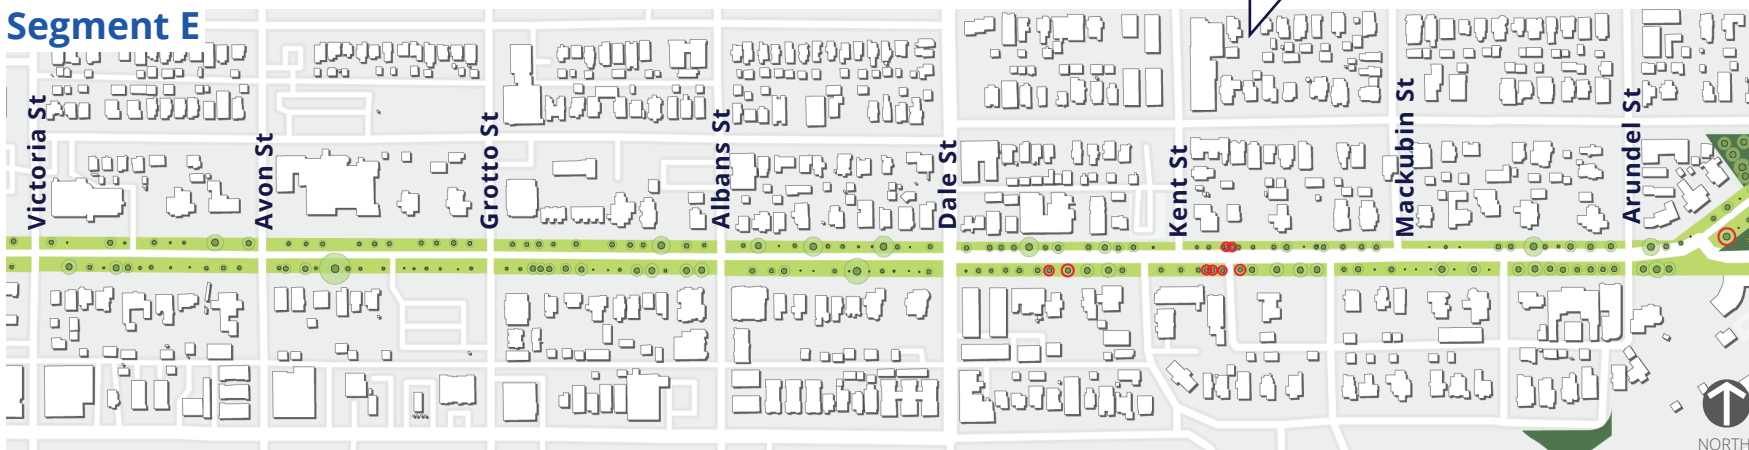 Segment E
Victoria St
Avon St
Grotto St
Albans St
Dale St
Kent St
Mackubin St
Arundel St
NORTH